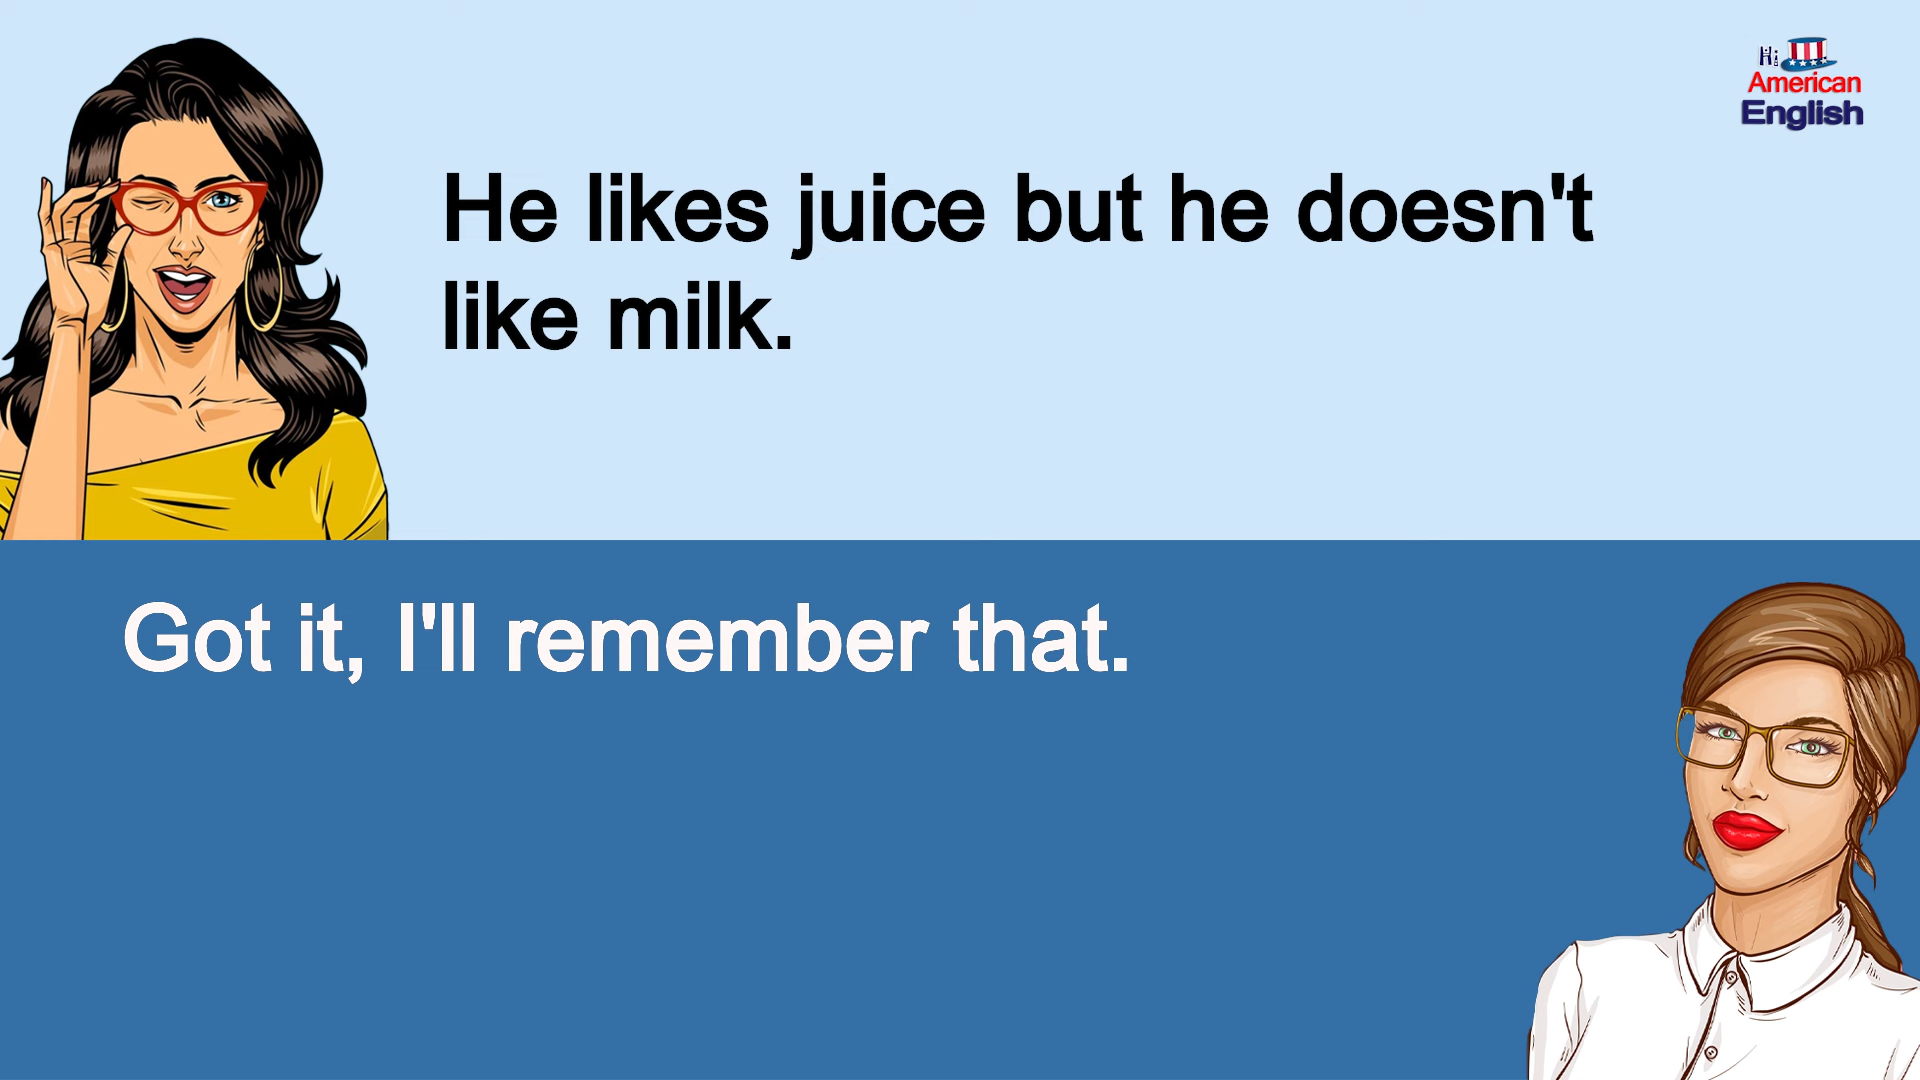 Hi
American
English
He likes juice but he doesn't
like milk.
Got it, I'll remember that.